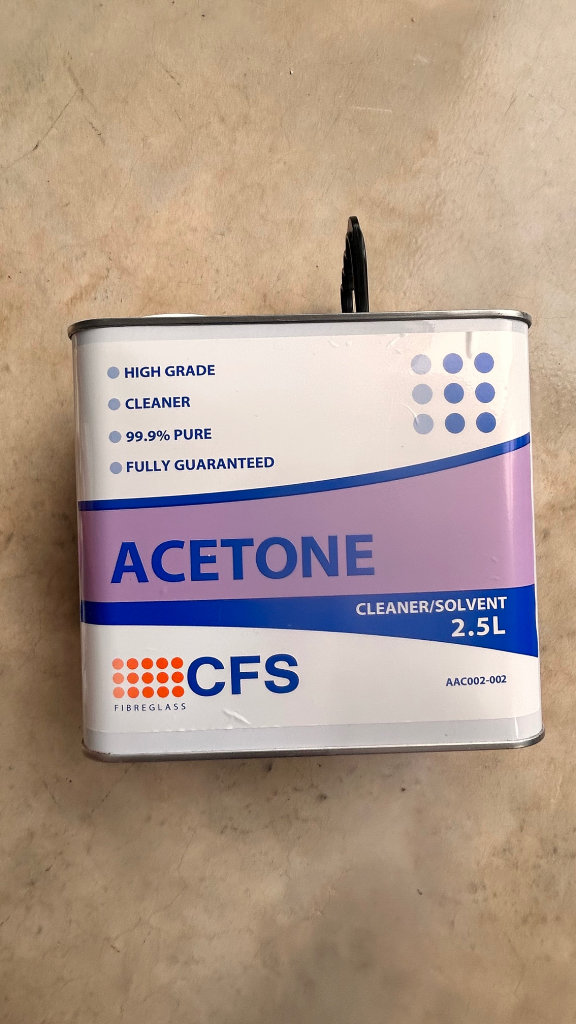 HIGH GRADE
CLEANER
99.9% PURE
FULLY GUARANTEED
ACETONE
CLEANER/SOLVENT
2.5L
CFS
FIBREGLASS
AAC002-002